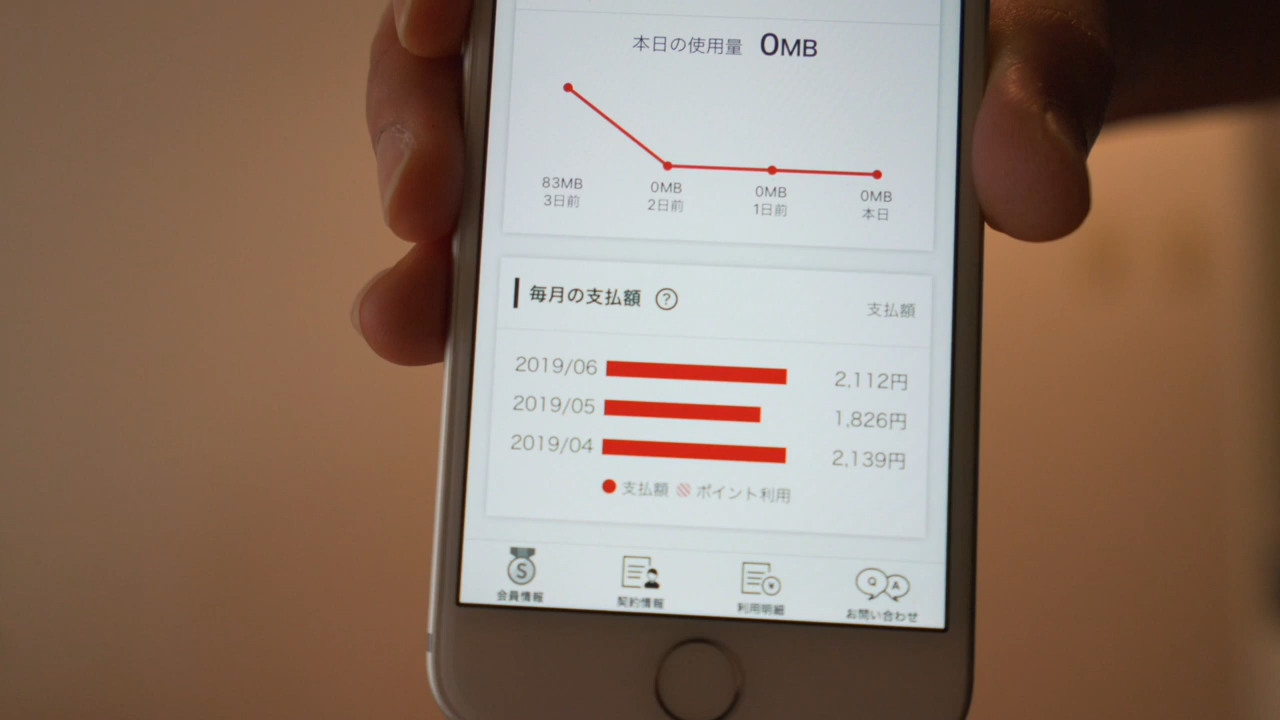 本日の使用量 0MB
83MB 0MB 0MB 0MB
3日前 2日前 1日前 本日
毎月の支払額 ?
支払額
2019/06 2,112円
2019/05 1,826円
2019/04 2,139円
支払額 ポイント利用
S Q A
会員情報 契約情報 利用明細 お問い合わせ